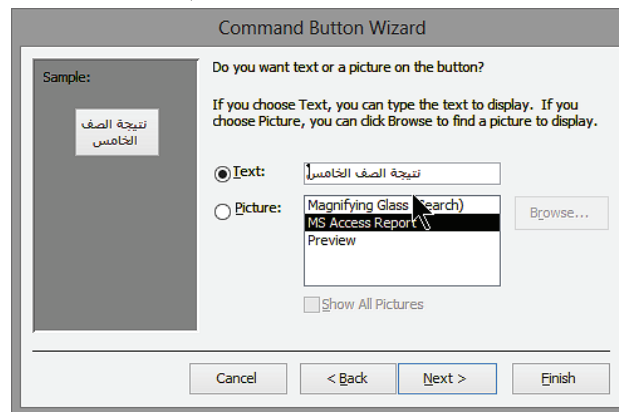 Command Button Wizard
Sample:
نتيجة الصف
الخامس
Do you want text or a picture on the button?
If you choose Text, you can type the text to display. If you
choose Picture, you can click Browse to find a picture to display.
Text:
نتيجة الصف الخامس
Picture:
Magnifying Glass (Search)
MS Access Report
Preview
Browse...
Show All Pictures
Cancel
< Back
Next >
Finish